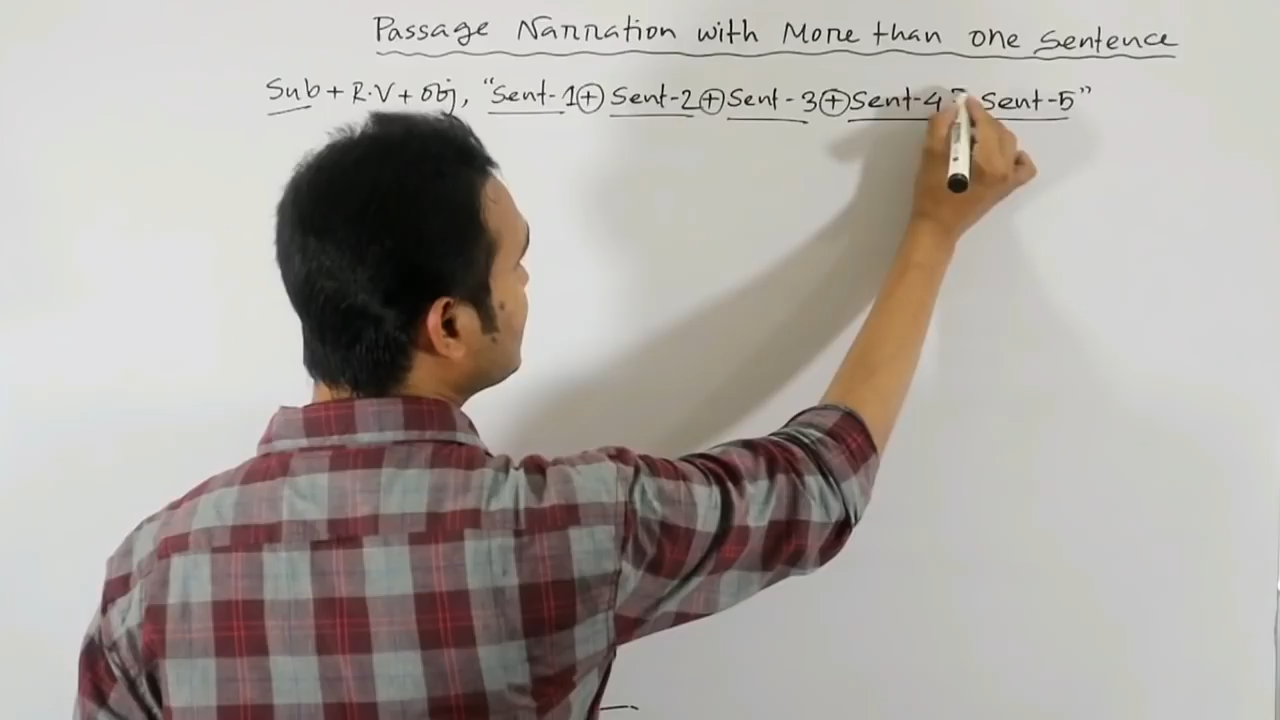 Passage Narration with More than one Sentence
Sub + R.V + obj, "Sent-1 + Sent-2 + Sent-3 + Sent-4 Sent-5"